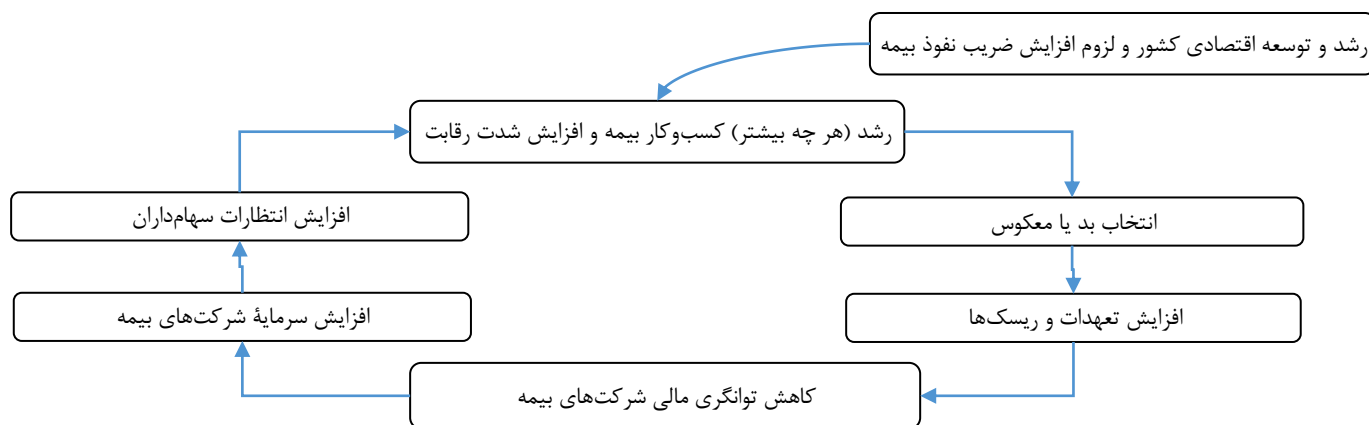 رشد و توسعه اقتصادی کشور و لزوم افزایش ضریب نفوذ بیمه
رشد (هر چه بیشتر) کسب‌وکار بیمه و افزایش شدت رقابت
انتخاب بد یا معکوس
افزایش تعهدات و ریسک‌ها
کاهش توانگری مالی شرکت‌های بیمه
افزایش سرمایۀ شرکت‌های بیمه
افزایش انتظارات سهام‌داران